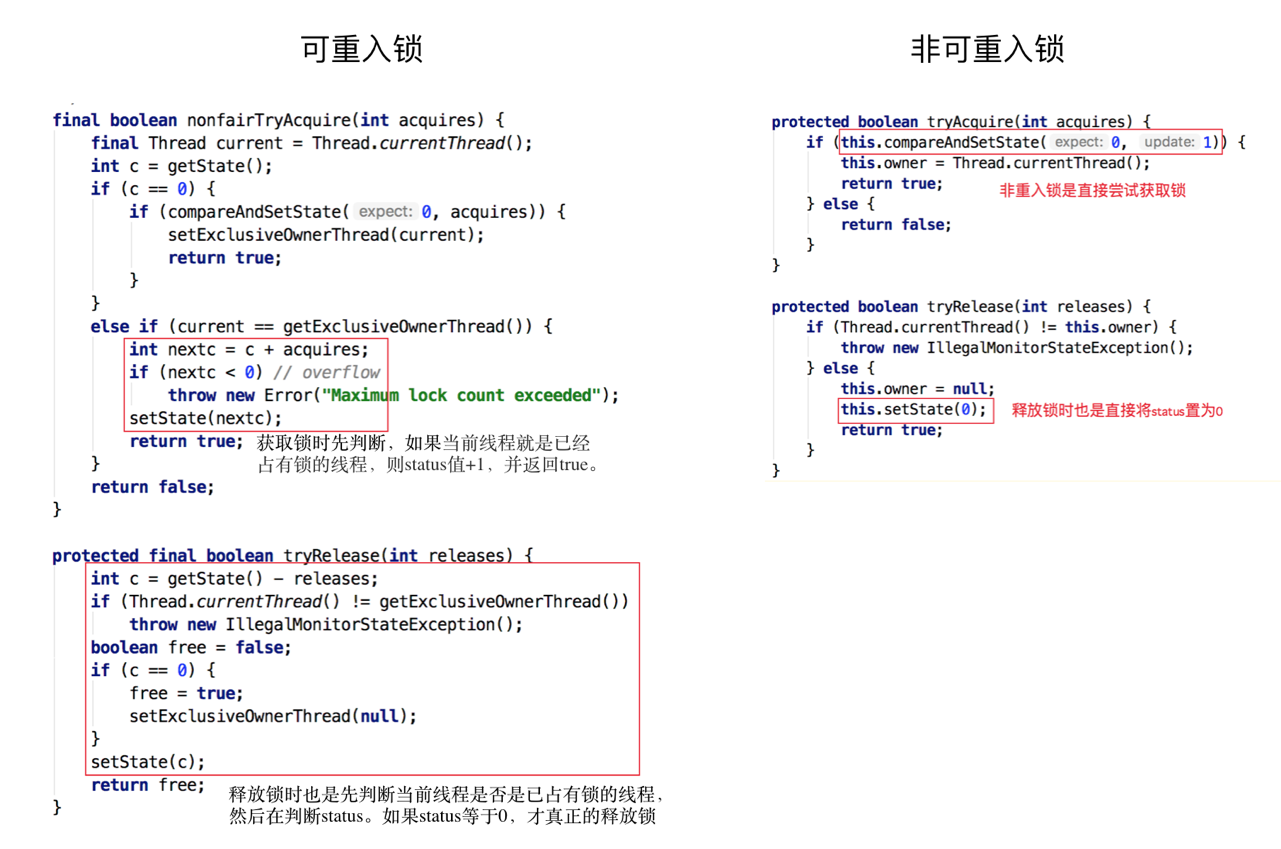 可重入锁
final boolean nonfairTryAcquire(int acquires) {
final Thread current = Thread.currentThread();
int c = getState();
if (c == 0) {
if (compareAndSetState( expect: 0, acquires)) {
setExclusiveOwnerThread(current);
return true;
}
}
else if (current == getExclusiveOwnerThread()) {
int nextc = c + acquires;
if (nextc < 0) // overflow
throw new Error("Maximum lock count exceeded");
setState(nextc);
return true;
获取锁时先判断，如果当前线程就是已经
占有锁的线程，则status值+1，并返回true。
}
return false;
}
protected final boolean tryRelease(int releases) {
int c = getState() - releases;
if (Thread.currentThread() != getExclusiveOwnerThread())
throw new IllegalMonitorStateException();
boolean free = false;
if (c == 0) {
free = true;
setExclusiveOwnerThread(null);
}
setState(c);
return free;
}
释放锁时也是先判断当前线程是否是已占有锁的线程，
然后在判断status。如果status等于0，才真正的释放锁
非可重入锁
protected boolean tryAcquire(int acquires) {
if (this.compareAndSetState( expect: 0, update: 1)) {
this.owner = Thread.currentThread();
return true;
非重入锁是直接尝试获取锁
} else {
return false;
}
}
protected boolean tryRelease(int releases) {
if (Thread.currentThread() != this.owner) {
throw new IllegalMonitorStateException();
} else {
this.owner = null;
this.setState(0);
释放锁时也是直接将status置为0
return true;
}
}